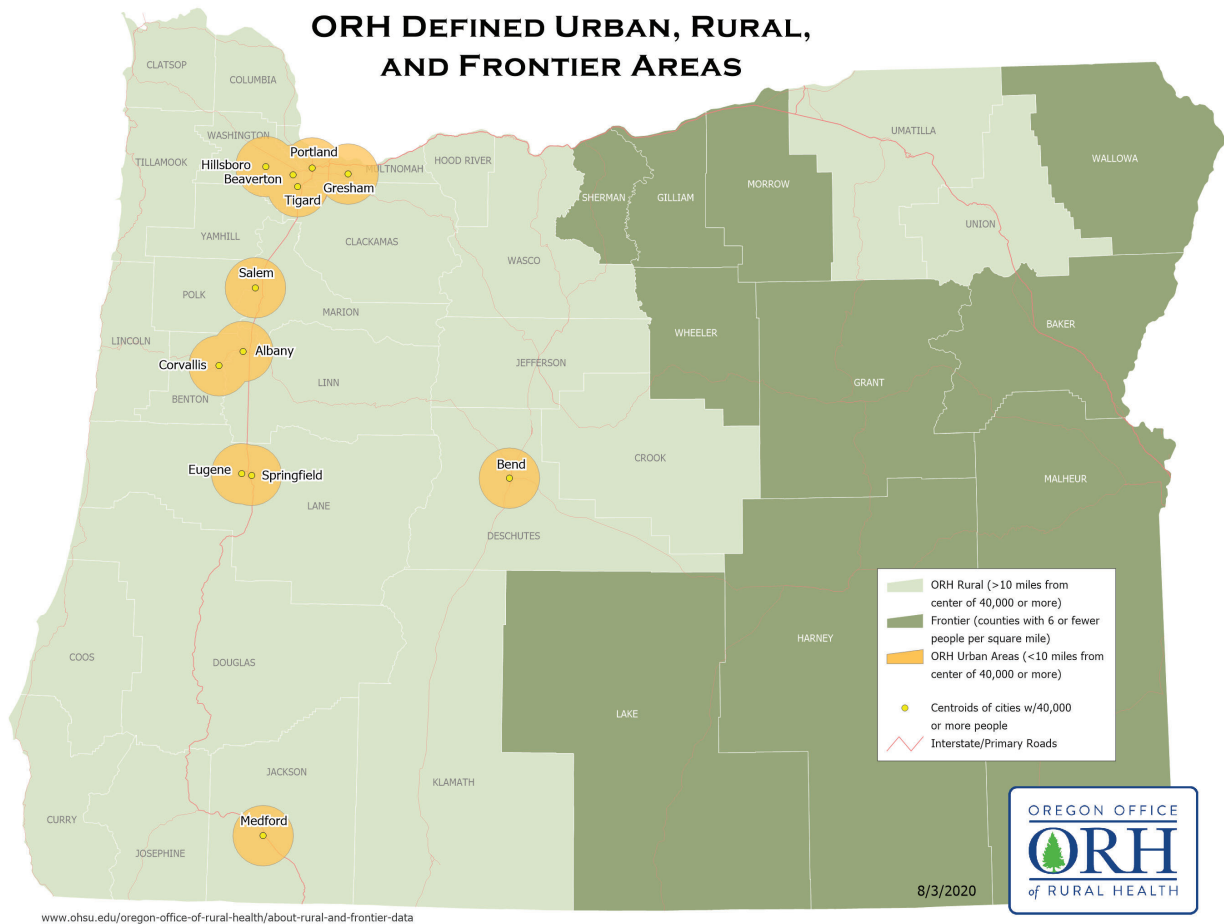 ORH DEFINED URBAN, RURAL,
AND FRONTIER AREAS
CLATSOP
COLUMBIA
WASHINGTON
TILLAMOOK
Hillsboro
Portland
Beaverton
MULTNOMAH
Gresham
Tigard
HOOD RIVER
SHERMAN
GILLIAM
MORROW
UMATILLA
WALLOWA
UNION
YAMHILL
CLACKAMAS
WASCO
Salem
POLK
MARION
LINCOLN
Albany
Corvallis
BENTON
LINN
JEFFERSON
WHEELER
GRANT
BAKER
Eugene
Springfield
LANE
Bend
CROOK
DESCHUTES
MALHEUR
COOS
DOUGLAS
HARNEY
LAKE
JACKSON
KLAMATH
CURRY
JOSEPHINE
Medford
ORH Rural (>10 miles from
center of 40,000 or more)
Frontier (counties with 6 or fewer
people per square mile)
ORH Urban Areas (<10 miles from
center of 40,000 or more)
Centroids of cities w/40,000
or more people
Interstate/Primary Roads
8/3/2020
OREGON OFFICE
ORH
of RURAL HEALTH
www.ohsu.edu/oregon-office-of-rural-health/about-rural-and-frontier-data